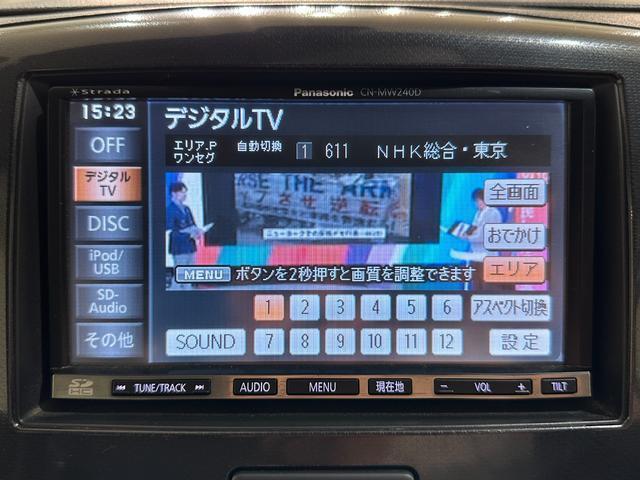 Strada
Panasonic CN-MW240D
15:23
デジタルTV
OFF
エリア.P 自動切換 1 611 NHK総合・東京
ワンセグ
デジタル
TV
全画面
DISC
おでかけ
iPod/
USB
MENU ボタンを2秒押すと画質を調整できます
エリア
SD-
Audio
1 2 3 4 5 6 アスペクト切換
その他
SOUND 7 8 9 10 11 12 設定
SD HC TUNE/TRACK AUDIO MENU 現在地 − VOL + TILT